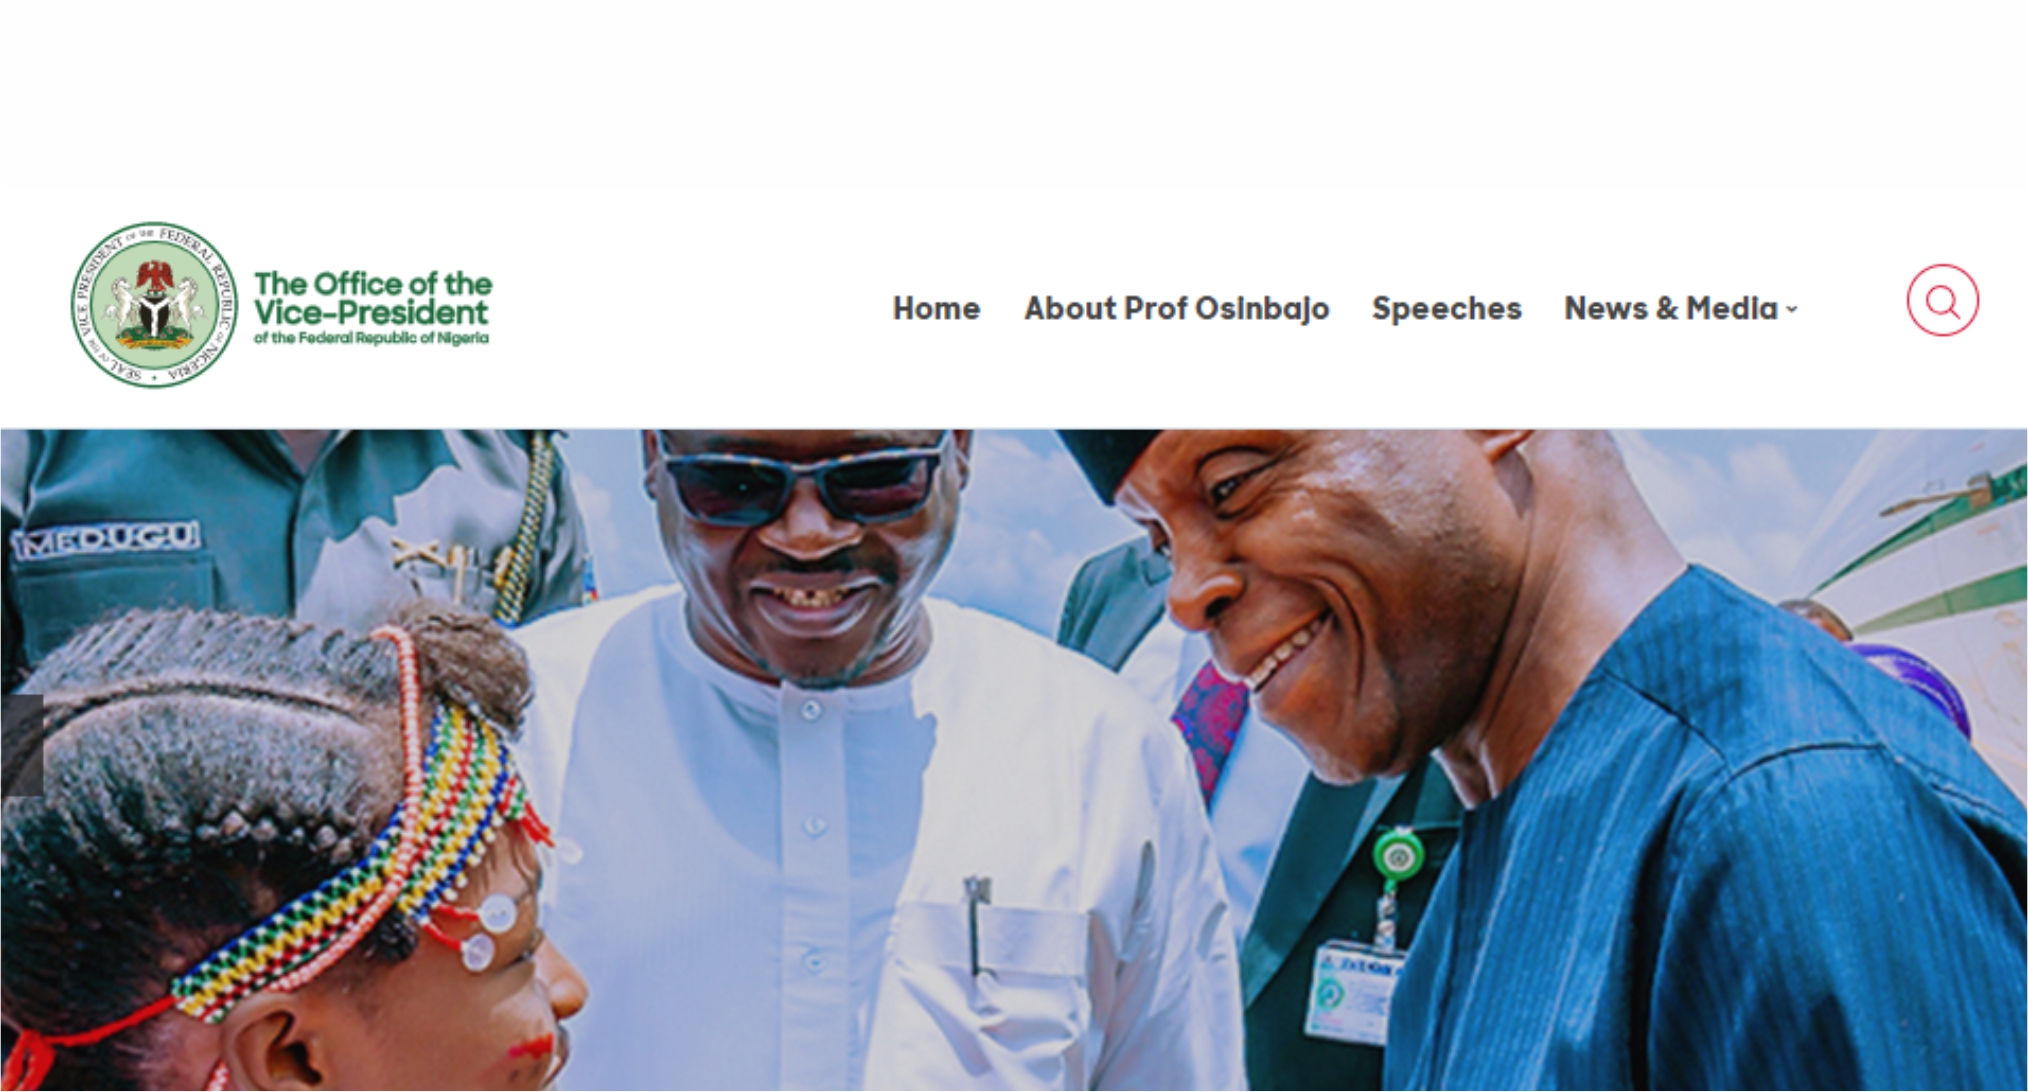 SEAL OF THE VICE PRESIDENT OF THE FEDERAL REPUBLIC OF NIGERIA
The Office of the
Vice-President
of the Federal Republic of Nigeria
Home About Prof Osinbajo Speeches News & Media
MEDUGU